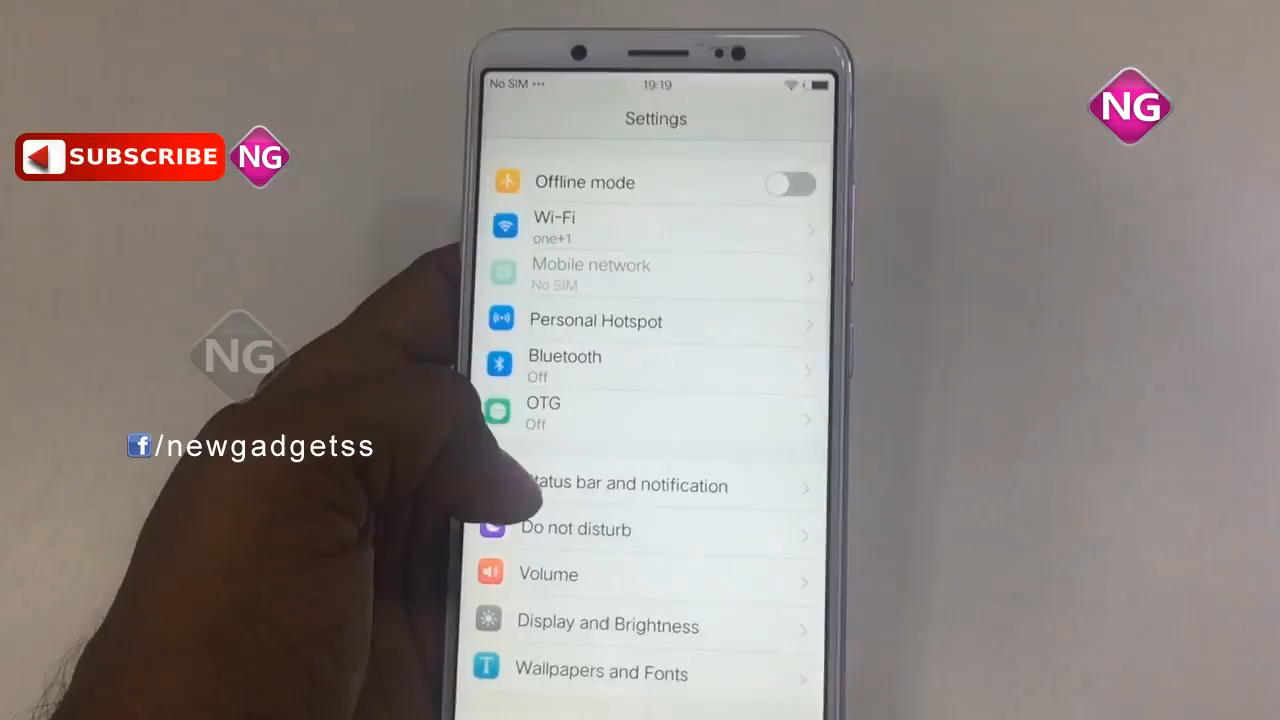 No SIM ···
19:19
Settings
NG
SUBSCRIBE
NG
Offline mode
Wi-Fi
one+1
Mobile network
No SIM
Personal Hotspot
NG
Bluetooth
Off
OTG
Off
/newgadgetss
tatus bar and notification
Do not disturb
Volume
Display and Brightness
Wallpapers and Fonts